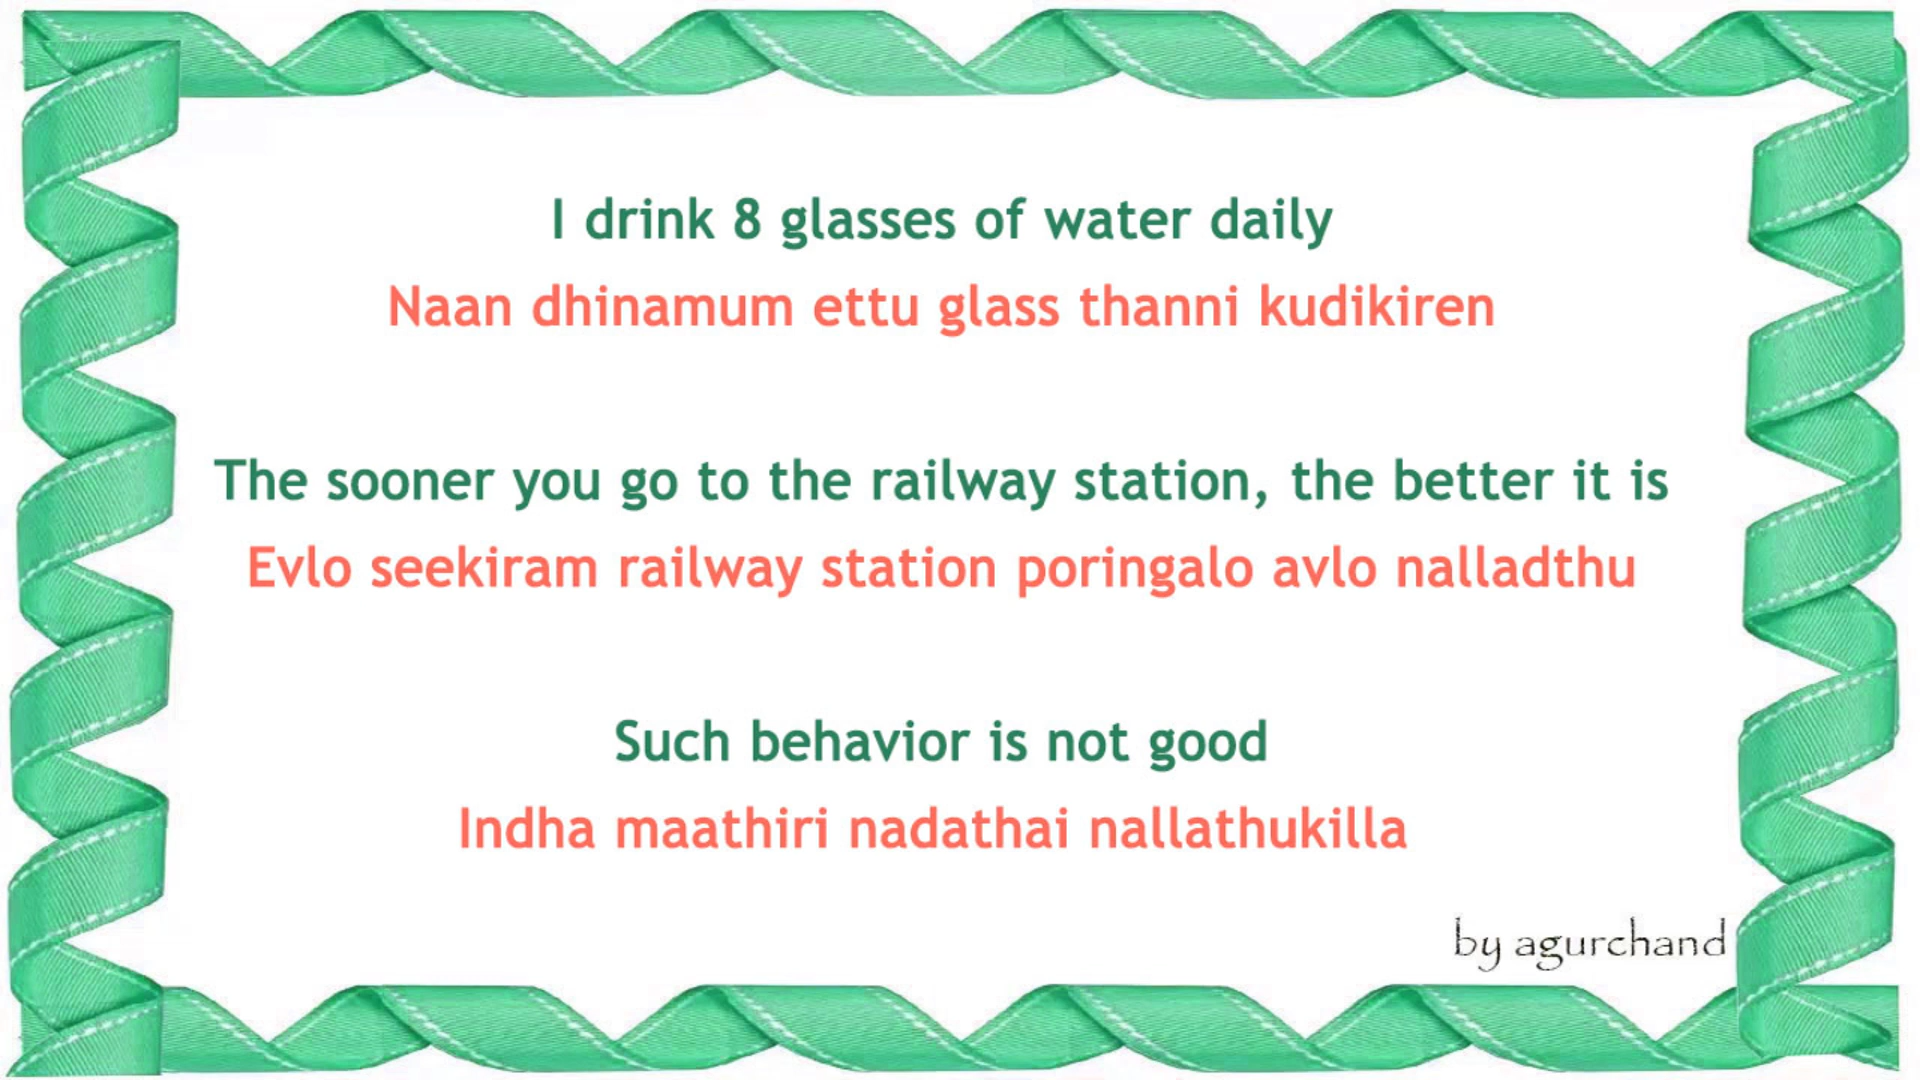 I drink 8 glasses of water daily
Naan dhinamum ettu glass thanni kudikiren
The sooner you go to the railway station, the better it is
Evlo seekiram railway station poringalo avlo nalladthu
Such behavior is not good
Indha maathiri nadathai nallathukilla
by agurchand